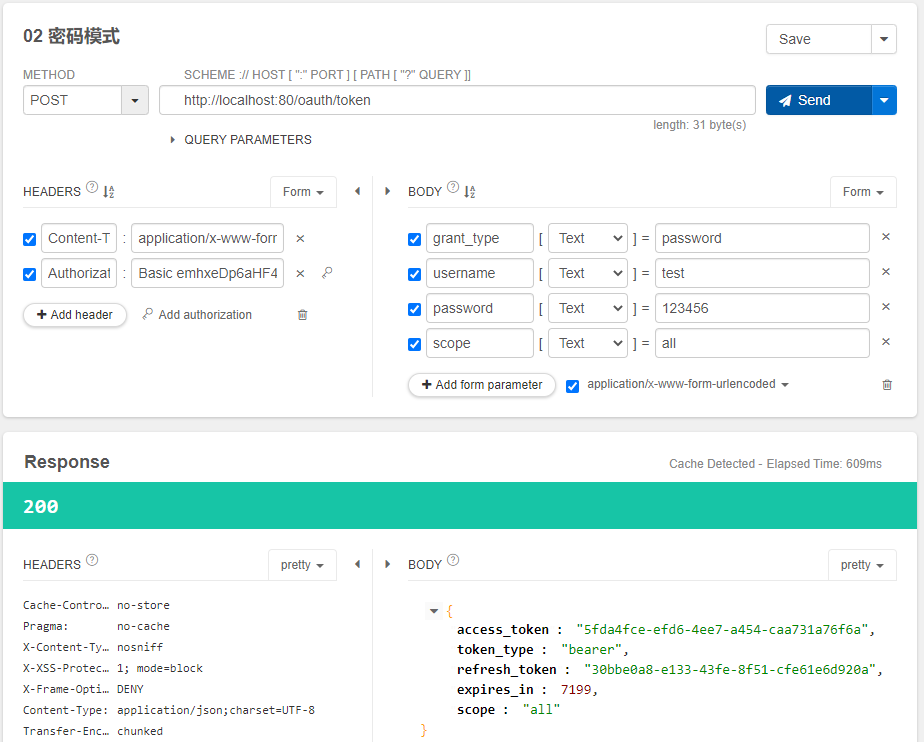 02 密码模式
Save
METHOD
SCHEME :// HOST [ ":" PORT ] [ PATH [ "?" QUERY ]]
POST
http://localhost:80/oauth/token
Send
length: 31 byte(s)
QUERY PARAMETERS
HEADERS ? Form
BODY ? Form
Content-T : application/x-www-forr
Authorizat : Basic emhxeDp6aHF4
Add header
Add authorization
grant_type [ Text ] = password
username [ Text ] = test
password [ Text ] = 123456
scope [ Text ] = all
Add form parameter
application/x-www-form-urlencoded
Response
Cache Detected - Elapsed Time: 609ms
200
HEADERS ? pretty
BODY ? pretty
Cache-Contro… no-store
Pragma: no-cache
X-Content-Ty… nosniff
X-XSS-Protec… 1; mode=block
X-Frame-Opti… DENY
Content-Type: application/json;charset=UTF-8
Transfer-Enc… chunked
{
access_token : "5fda4fce-efd6-4ee7-a454-caa731a76f6a",
token_type : "bearer",
refresh_token : "30bbe0a8-e133-43fe-8f51-cfe61e6d920a",
expires_in : 7199,
scope : "all"
}